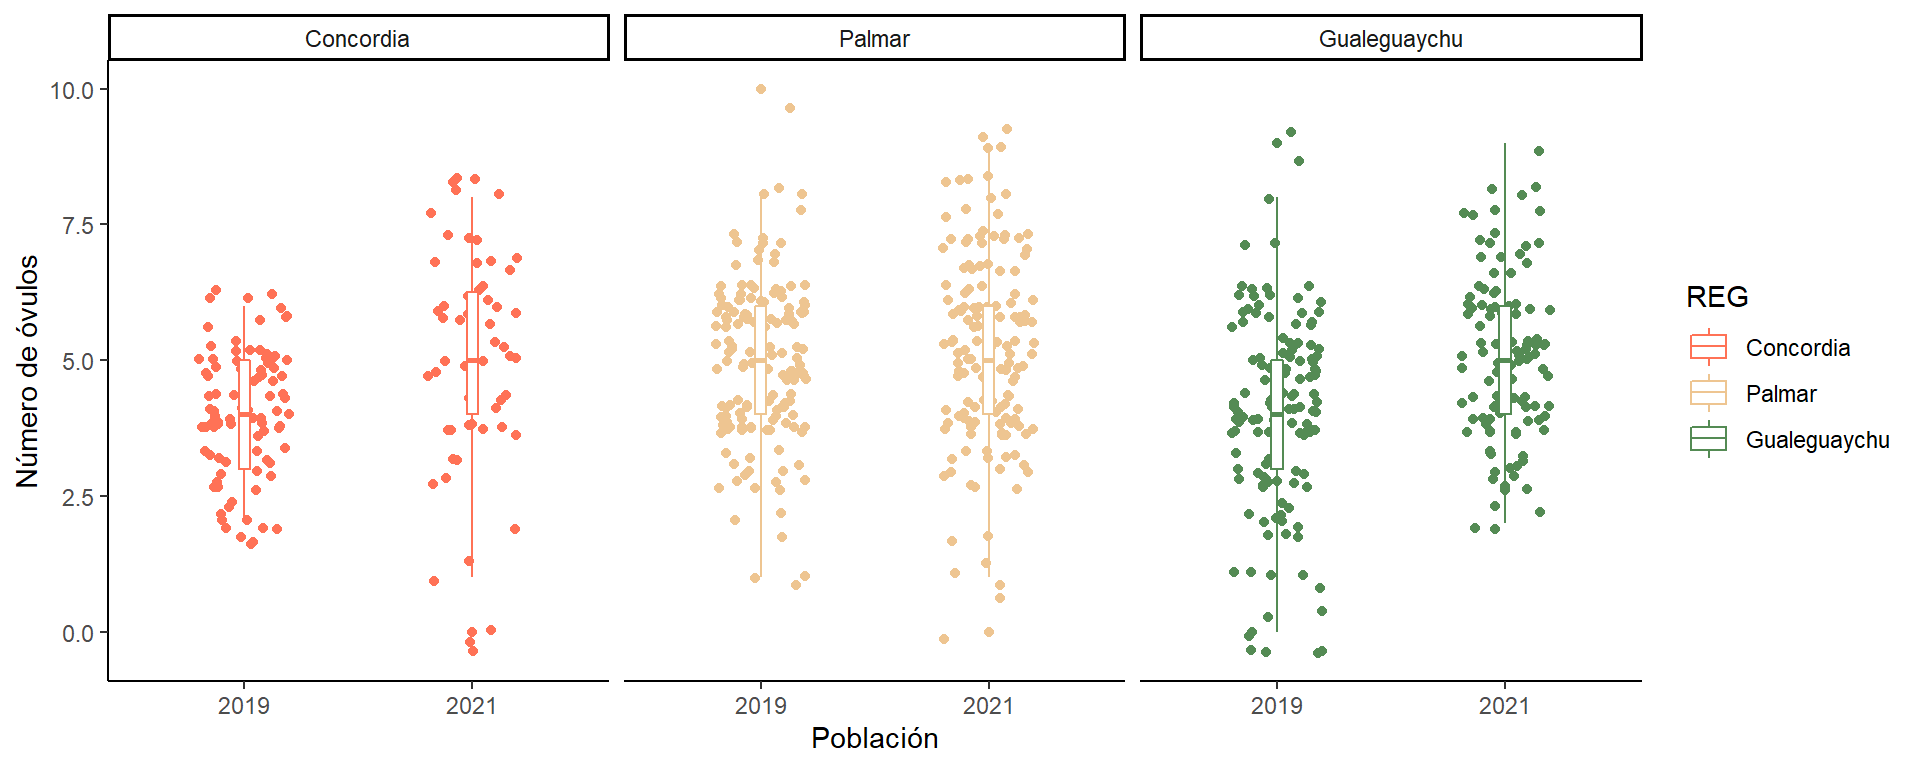 Concordia Palmar Gualeguaychu
10.0
7.5
5.0
2.5
0.0
Número de óvulos
2019 2021 2019 2021 2019 2021
Población
REG
Concordia
Palmar
Gualeguaychu